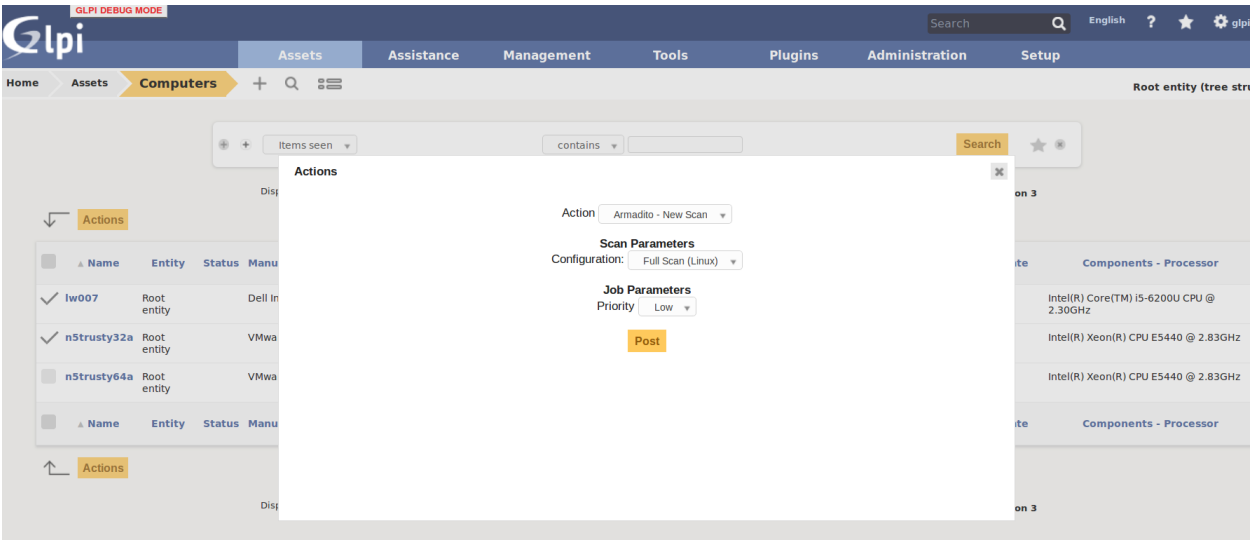 GLPI DEBUG MODE
Glpi
Search English ? glpi
Assets Assistance Management Tools Plugins Administration Setup
Home Assets Computers
Root entity (tree stru
Items seen contains Search
Actions
Disp on 3
Actions
Action Armadito - New Scan
Scan Parameters
Configuration: Full Scan (Linux)
Job Parameters
Priority Low
Post
Name Entity Status Manu te Components - Processor
lw007 Root entity Dell In Intel(R) Core(TM) i5-6200U CPU @ 2.30GHz
n5trusty32a Root entity VMwa Intel(R) Xeon(R) CPU E5440 @ 2.83GHz
n5trusty64a Root entity VMwa Intel(R) Xeon(R) CPU E5440 @ 2.83GHz
Name Entity Status Manu te Components - Processor
Actions
Disp on 3